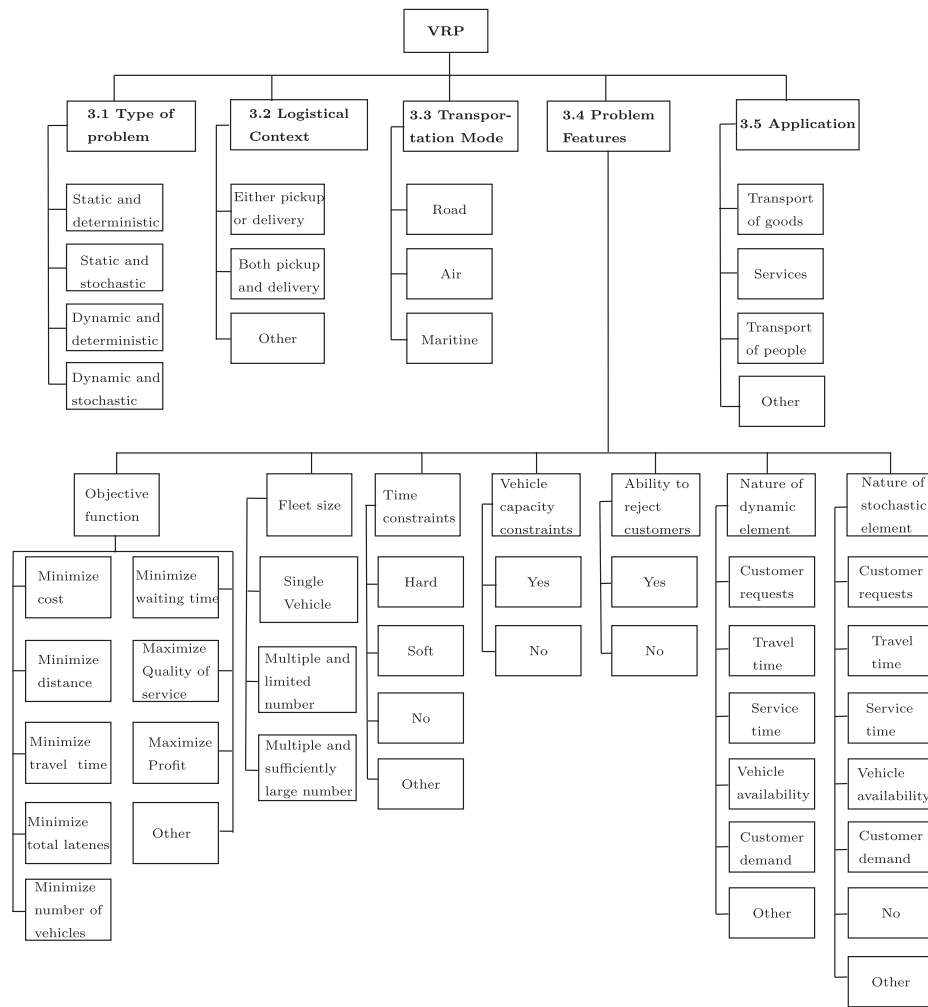 VRP
3.1 Type of
problem
3.2 Logistical
Context
3.3 Transpor-
tation Mode
3.4 Problem
Features
3.5 Application
Static and
deterministic
Static and
stochastic
Dynamic and
deterministic
Dynamic and
stochastic
Either pickup
or delivery
Both pickup
and delivery
Other
Road
Air
Maritine
Transport
of goods
Services
Transport
of people
Other
Objective
function
Minimize
cost
Minimize
distance
Minimize
travel time
Minimize
total latenes
Minimize
number of
vehicles
Minimize
waiting time
Maximize
Quality of
service
Maximize
Profit
Other
Fleet size
Single
Vehicle
Multiple and
limited
number
Multiple and
sufficiently
large number
Time
constraints
Hard
Soft
No
Other
Vehicle
capacity
constraints
Yes
No
Ability to
reject
customers
Yes
No
Nature of
dynamic
element
Customer
requests
Travel
time
Service
time
Vehicle
availability
Customer
demand
Other
Nature of
stochastic
element
Customer
requests
Travel
time
Service
time
Vehicle
availability
Customer
demand
No
Other